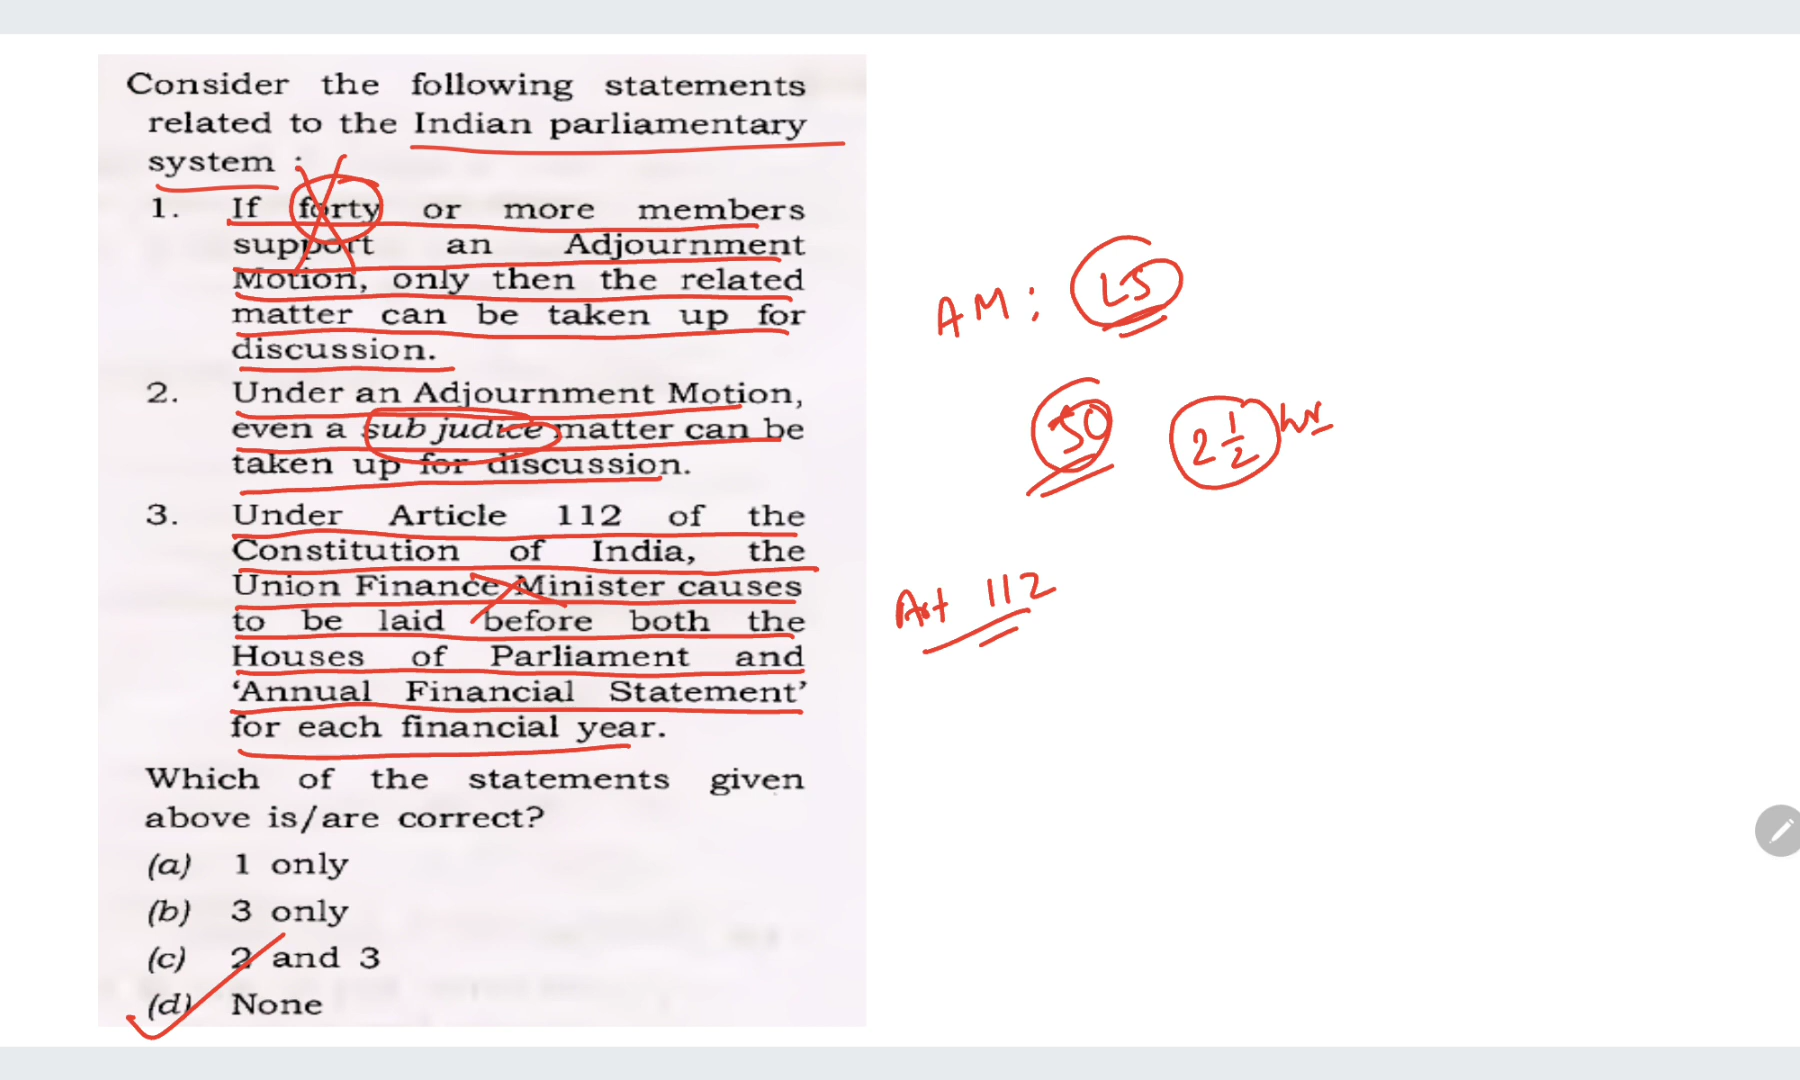 Consider the following statements
related to the Indian parliamentary
system :
1. If forty or more members
support an Adjournment
Motion, only then the related
matter can be taken up for
discussion.
2. Under an Adjournment Motion,
even a sub judice matter can be
taken up for discussion.
3. Under Article 112 of the
Constitution of India, the
Union Finance Minister causes
to be laid before both the
Houses of Parliament and
‘Annual Financial Statement’
for each financial year.
Which of the statements given
above is/are correct?
(a) 1 only
(b) 3 only
(c) 2 and 3
(d) None
AM : LS
50 2 1/2 hr
Art 112